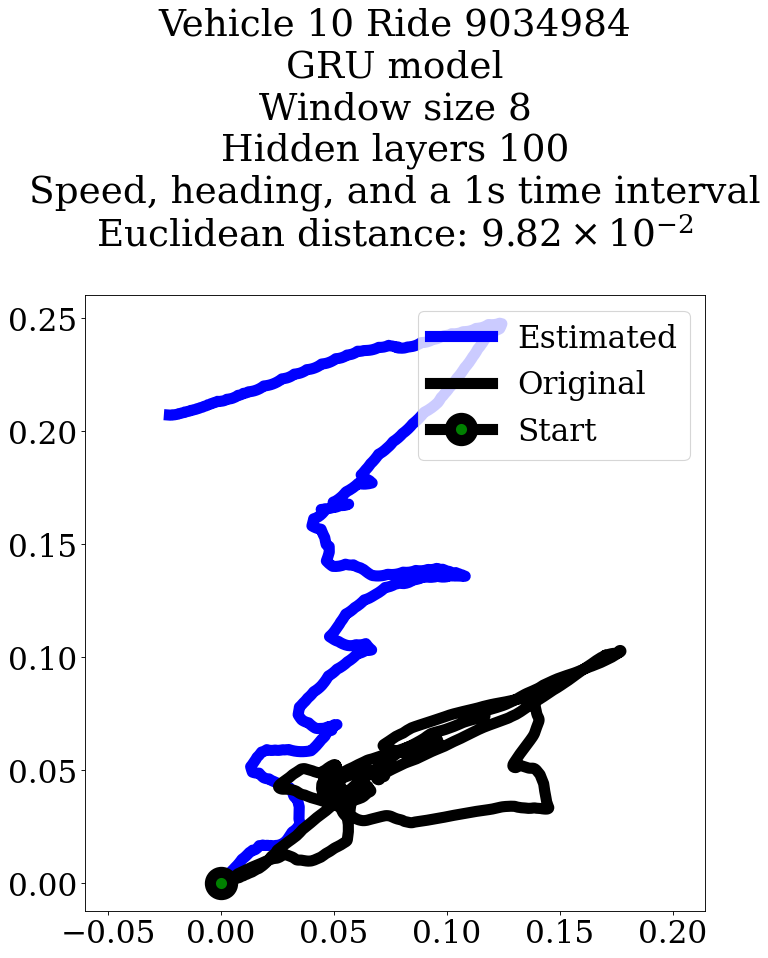 Vehicle 10 Ride 9034984
GRU model
Window size 8
Hidden layers 100
Speed, heading, and a 1s time interval
Euclidean distance: 9.82 × 10⁻²
Estimated
Original
Start
0.25
0.20
0.15
0.10
0.05
0.00
−0.05 0.00 0.05 0.10 0.15 0.20